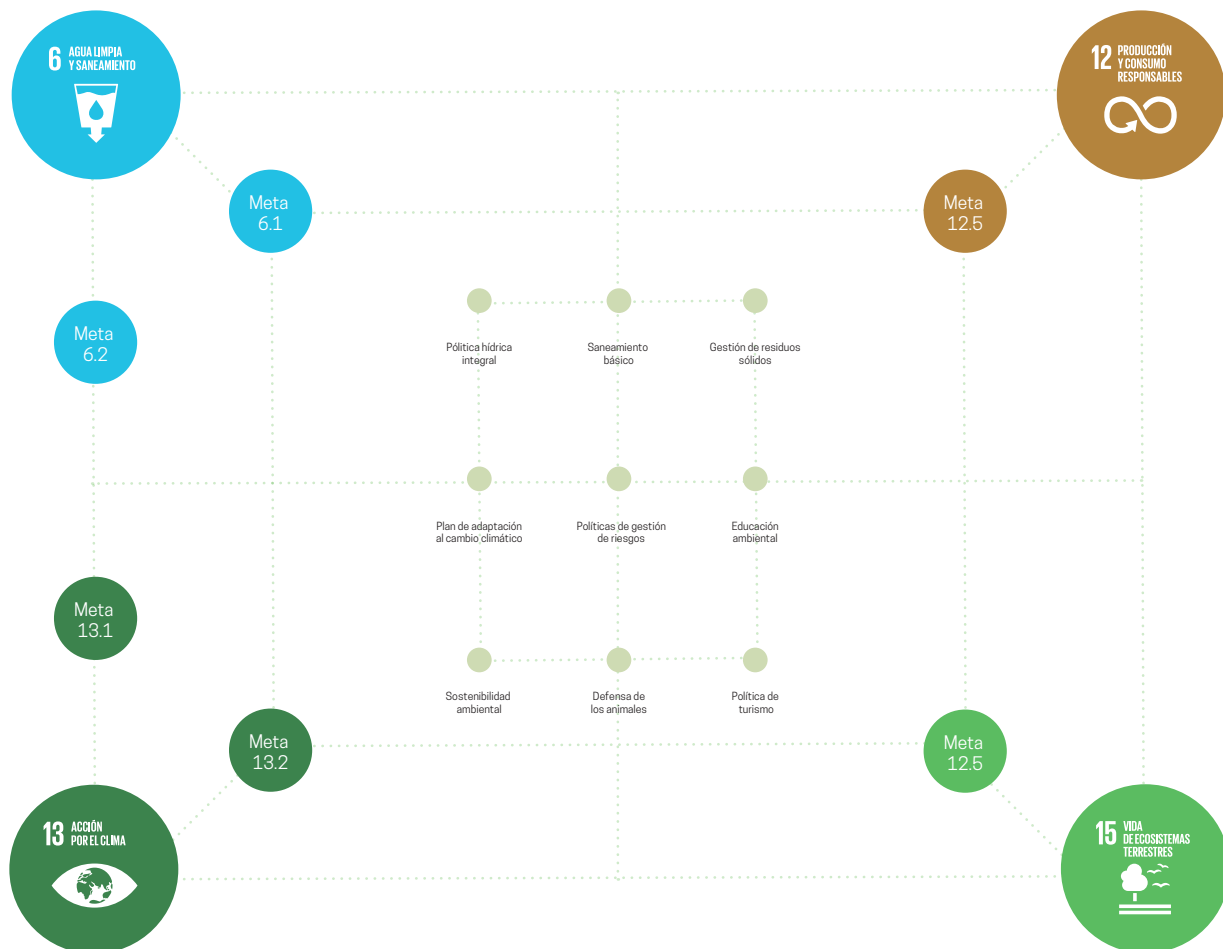 6 AGUA LIMPIA
Y SANEAMIENTO
12 PRODUCCIÓN
Y CONSUMO
RESPONSABLES
Meta
6.1
Meta
12.5
Meta
6.2
Pólitica hídrica
integral
Saneamiento
básico
Gestión de residuos
sólidos
Plan de adaptación
al cambio climático
Políticas de gestión
de riesgos
Educación
ambiental
Meta
13.1
Sostenibilidad
ambiental
Defensa de
los animales
Política de
turismo
Meta
13.2
Meta
12.5
13 ACCIÓN
POR EL CLIMA
15 VIDA
DE ECOSISTEMAS
TERRESTRES